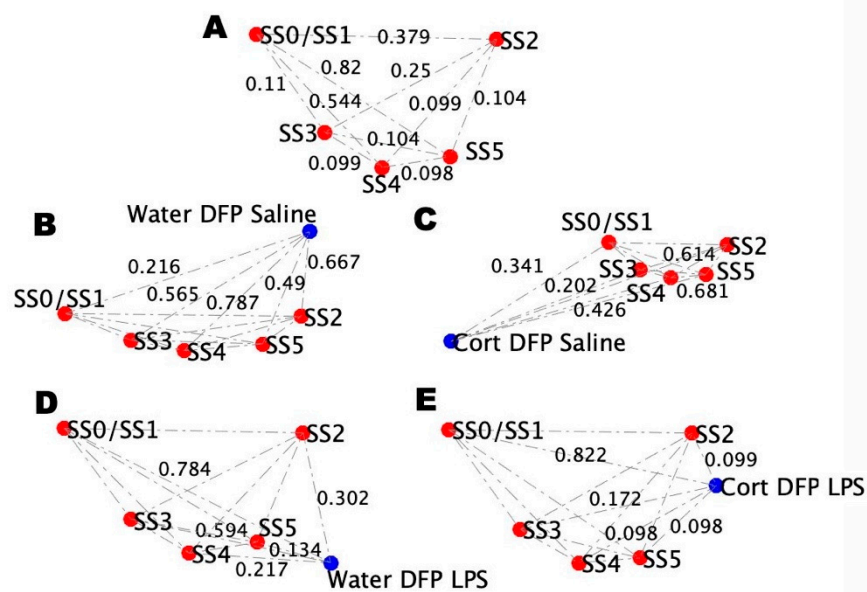 A
SS0/SS1
0.379
SS2
0.82
0.25
0.11
0.544
0.099
0.104
SS3
0.104
SS5
0.099
0.098
SS4
B
Water DFP Saline
0.216
0.667
0.565
0.49
0.787
SS0/SS1
SS2
SS3
SS4
SS5
C
SS0/SS1
SS2
0.614
0.341
SS3
SS5
0.202
SS4
0.681
0.426
Cort DFP Saline
D
SS0/SS1
SS2
0.784
0.302
SS3
0.594
SS5
SS4
0.134
0.217
Water DFP LPS
E
SS0/SS1
SS2
0.822
0.099
Cort DFP LPS
0.172
SS3
0.098
0.098
SS4
SS5